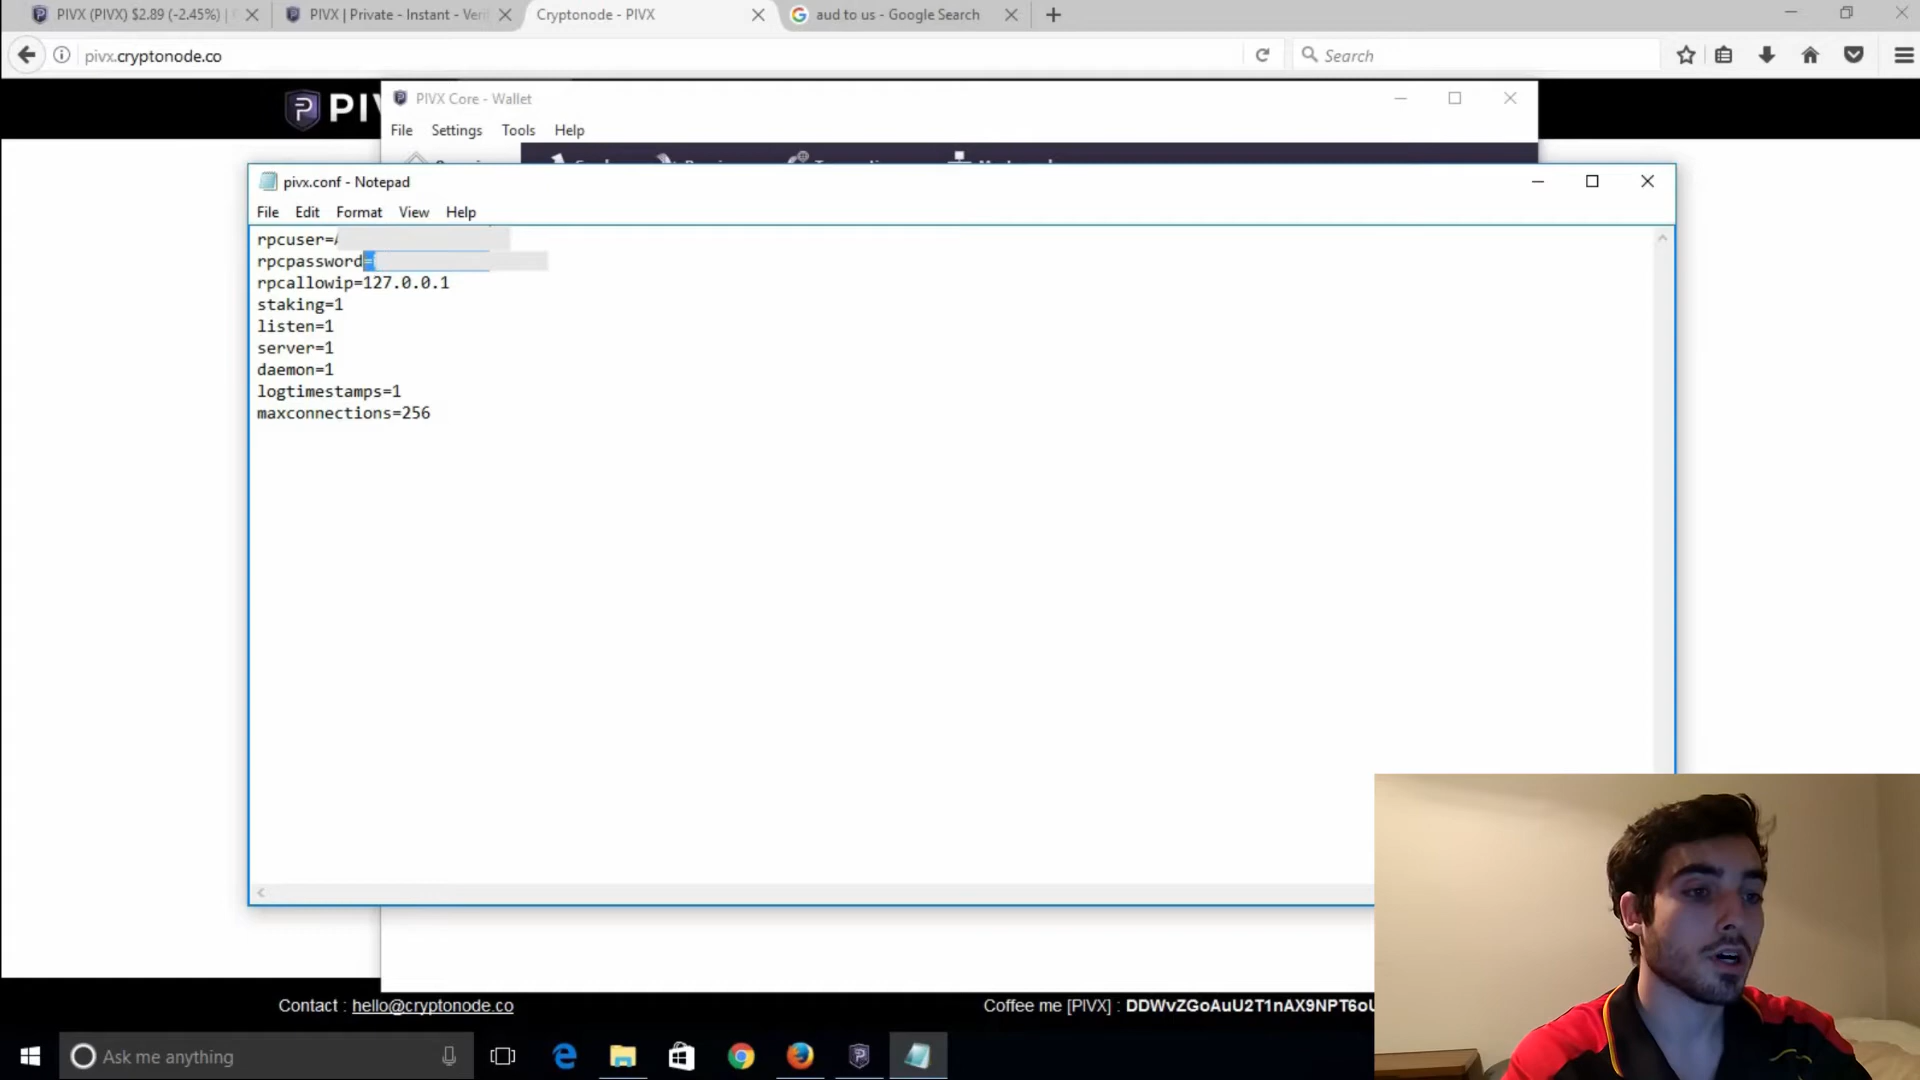 PIVX (PIVX) $2.89 (-2.45%) |
PIVX | Private - Instant - Veri
Cryptonode - PIVX
aud to us - Google Search
pivx.cryptonode.co
Search
PIV
PIVX Core - Wallet
File Settings Tools Help
pivx.conf - Notepad
File Edit Format View Help
rpcuser=
rpcpassword=
rpcallowip=127.0.0.1
staking=1
listen=1
server=1
daemon=1
logtimestamps=1
maxconnections=256
Contact : hello@cryptonode.co
Coffee me [PIVX] : DDWvZGoAuU2T1nAX9NPT6oU
Ask me anything